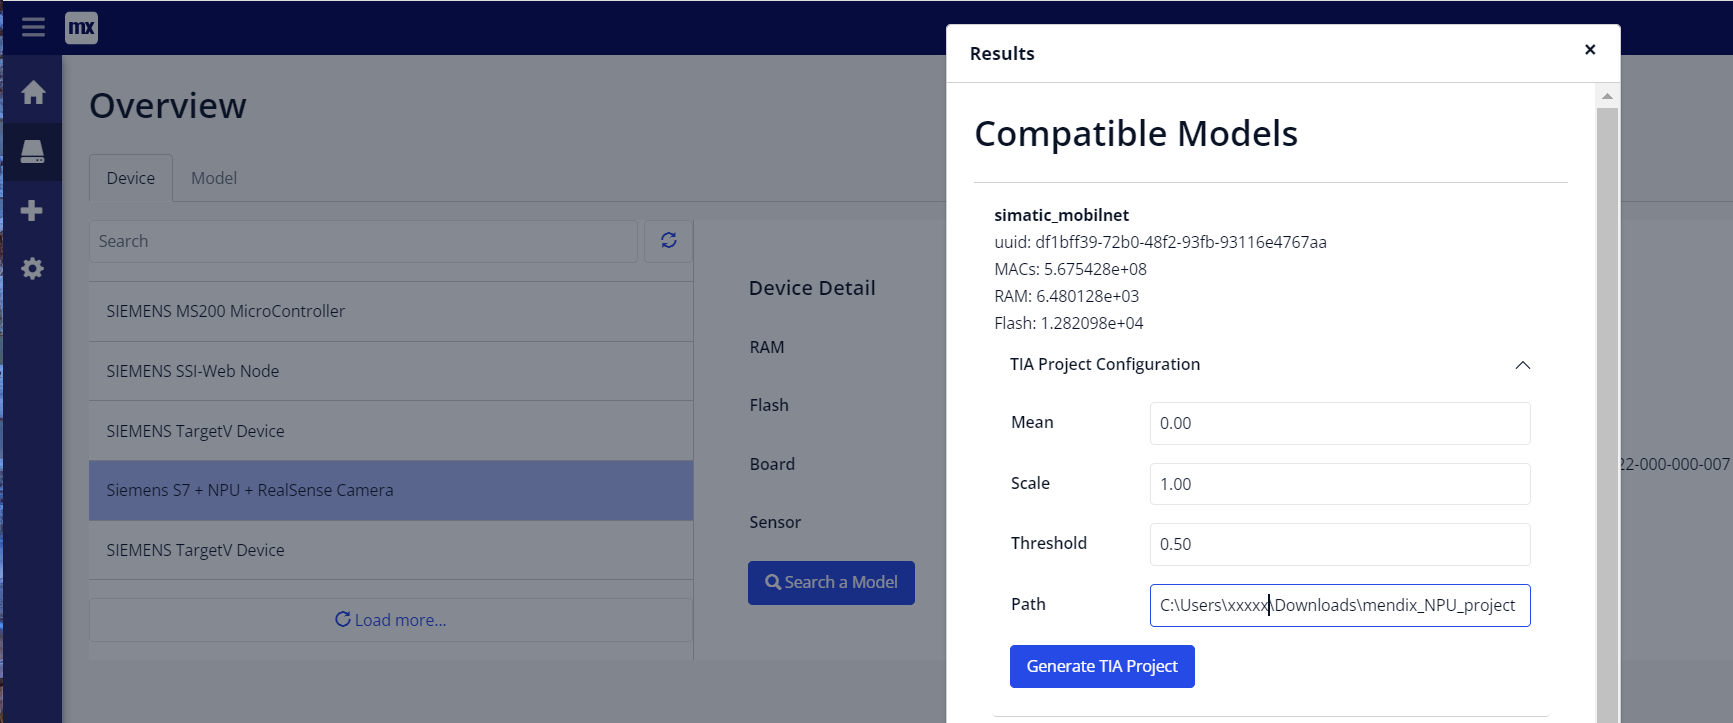 mx
Overview
Device
Model
Search
SIEMENS MS200 MicroController
SIEMENS SSI-Web Node
SIEMENS TargetV Device
Siemens S7 + NPU + RealSense Camera
SIEMENS TargetV Device
Load more...
Device Detail
RAM
Flash
Board
Sensor
Search a Model
22-000-000-007
Results
×
Compatible Models
simatic_mobilnet
uuid: df1bff39-72b0-48f2-93fb-93116e4767aa
MACs: 5.675428e+08
RAM: 6.480128e+03
Flash: 1.282098e+04
TIA Project Configuration
Mean
0.00
Scale
1.00
Threshold
0.50
Path
C:\Users\xxxxx\Downloads\mendix_NPU_project
Generate TIA Project